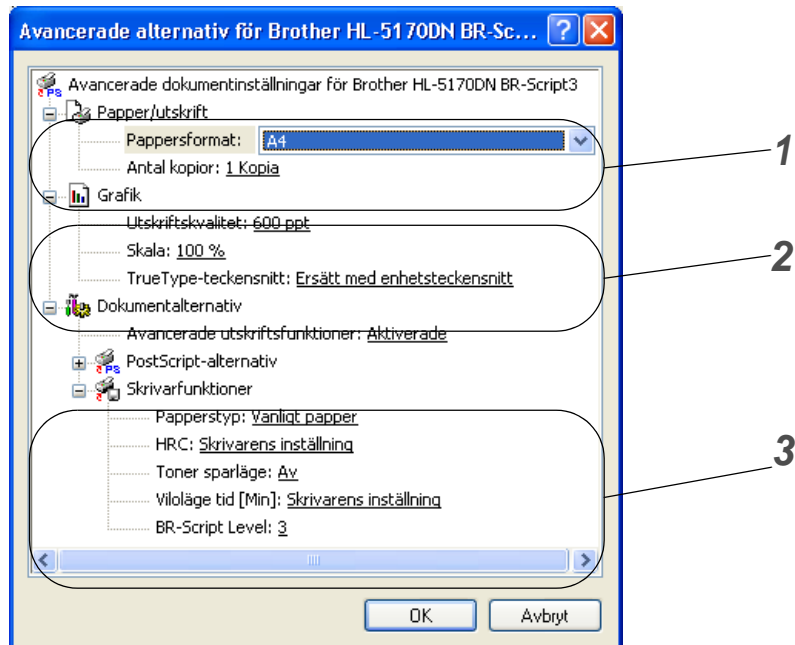 Avancerade alternativ för Brother HL-5170DN BR-Sc...
Avancerade dokumentinställningar för Brother HL-5170DN BR-Script3
Papper/utskrift
Pappersformat: A4
Antal kopior: 1 Kopia
1
Grafik
Utskriftskvalitet: 600 ppt
Skala: 100 %
2
TrueType-teckensnitt: Ersätt med enhetsteckensnitt
Dokumentalternativ
Avancerade utskriftsfunktioner: Aktiverade
PS PostScript-alternativ
Skrivarfunktioner
Papperstyp: Vanligt papper
HRC: Skrivarens inställning
3
Toner sparläge: Av
Viloläge tid [Min]: Skrivarens inställning
BR-Script Level: 3
OK Avbryt